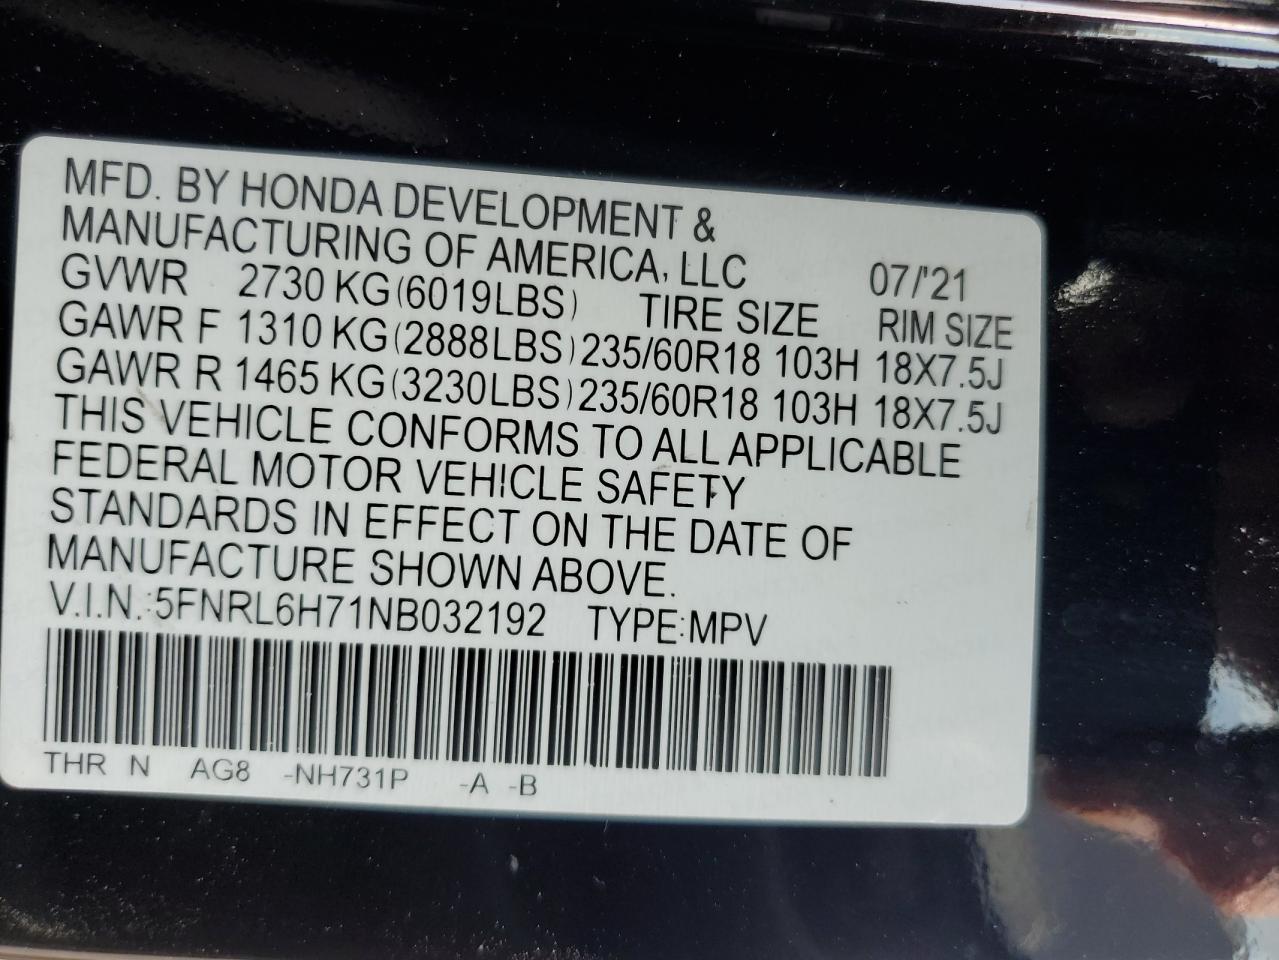 MFD. BY HONDA DEVELOPMENT &
MANUFACTURING OF AMERICA, LLC 07/'21
GVWR 2730 KG(6019LBS) TIRE SIZE RIM SIZE
GAWR F 1310 KG(2888LBS)235/60R18 103H 18X7.5J
GAWR R 1465 KG(3230LBS)235/60R18 103H 18X7.5J
THIS VEHICLE CONFORMS TO ALL APPLICABLE
FEDERAL MOTOR VEHICLE SAFETY
STANDARDS IN EFFECT ON THE DATE OF
MANUFACTURE SHOWN ABOVE.
V.I.N.:5FNRL6H71NB032192 TYPE:MPV
THR N AG8 -NH731P -A -B